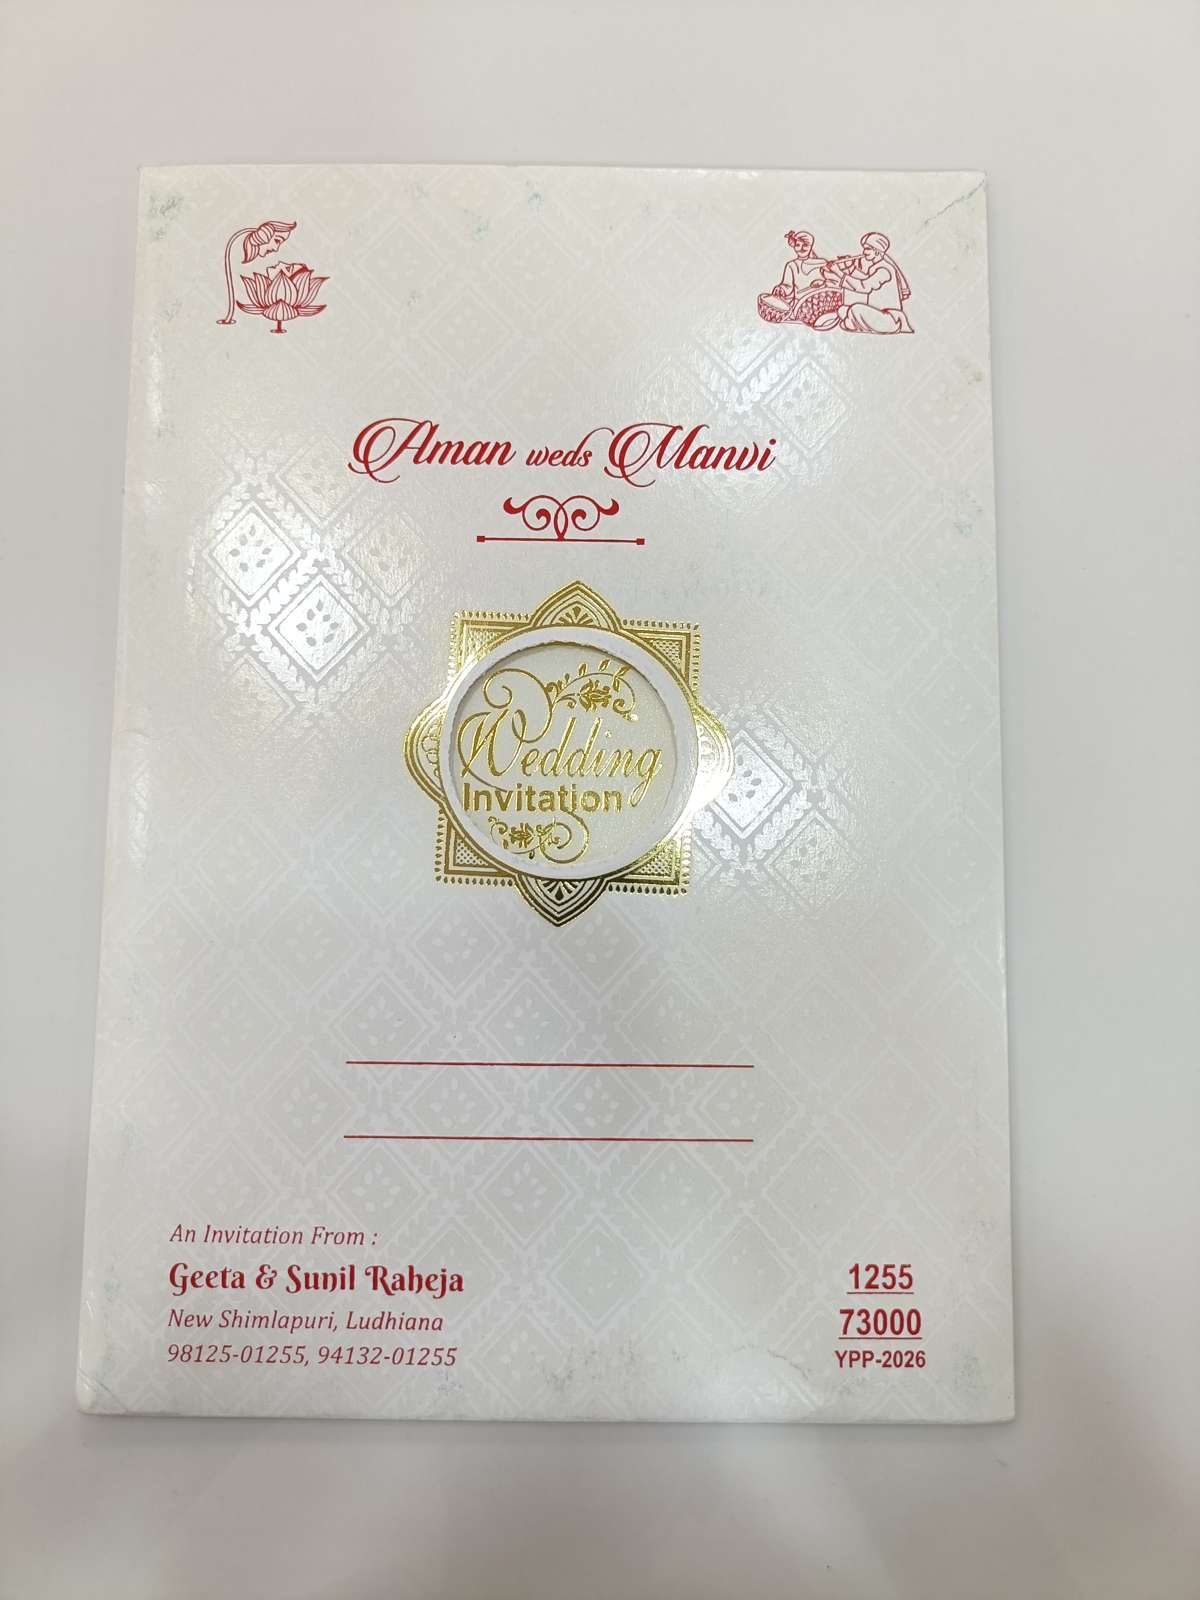 Aman weds Manvi
Wedding
Invitation
An Invitation From :
Geeta & Sunil Raheja
New Shimlapuri, Ludhiana
98125-01255, 94132-01255
1255
73000
YPP-2026